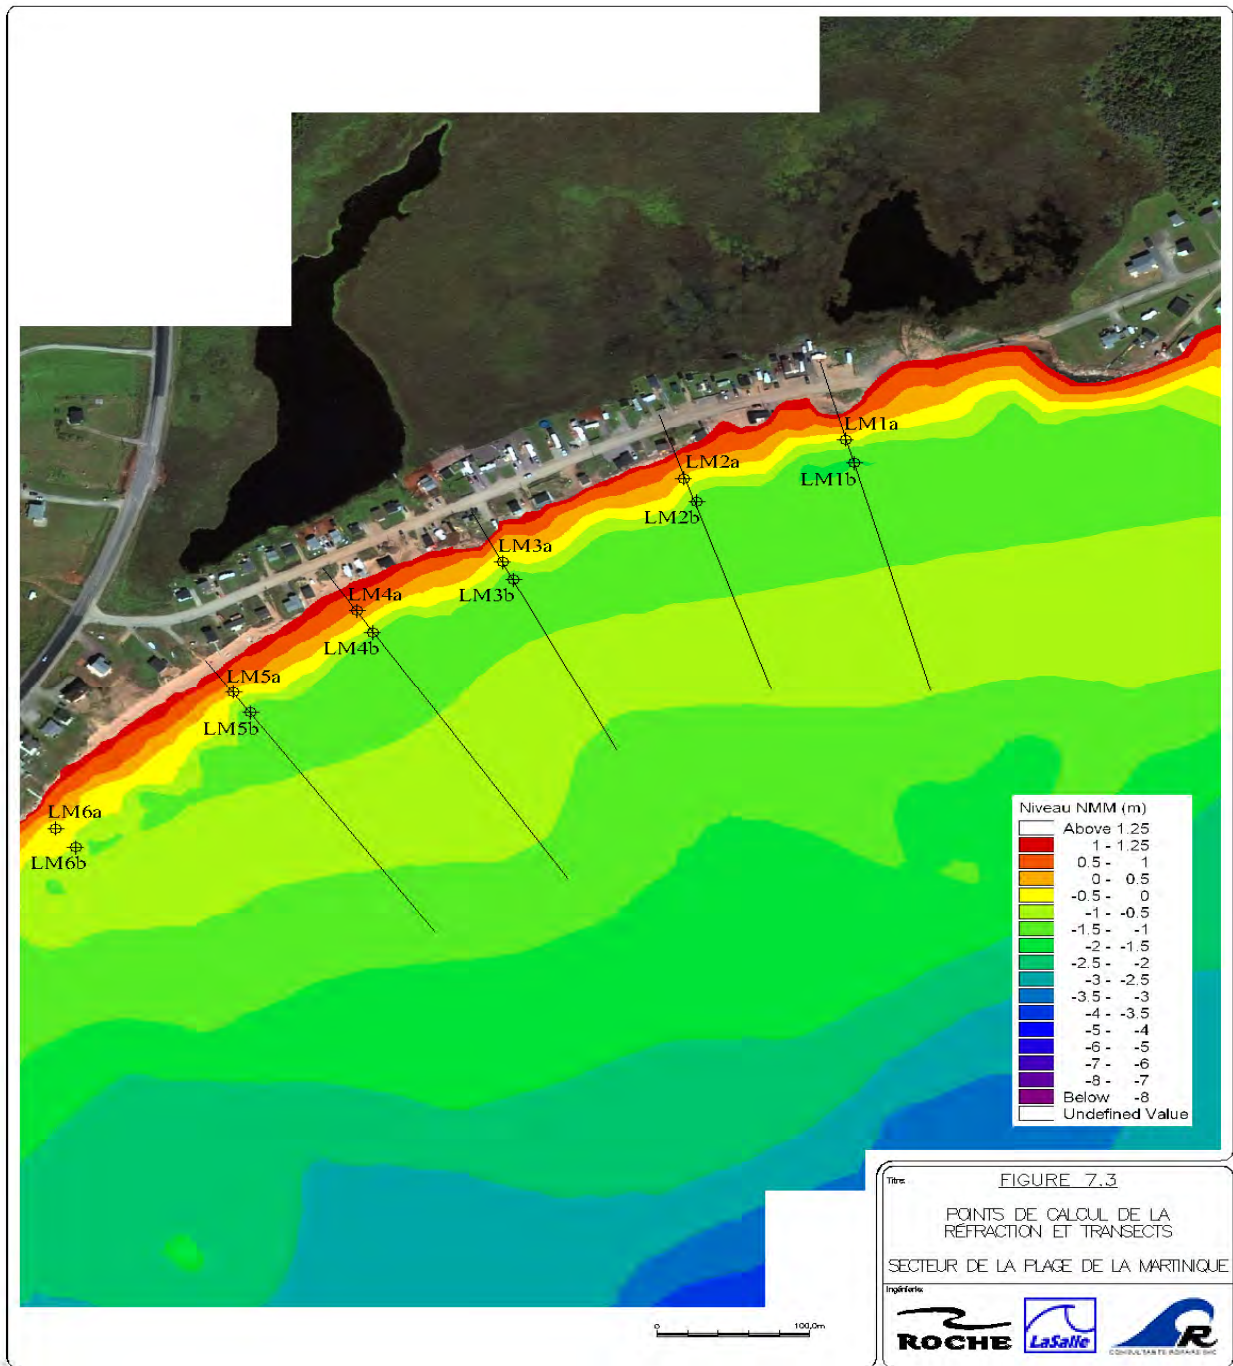 LM1a
LM2a
LM1b
LM2b
LM3a
LM3b
LM4a
LM4b
LM5a
LM5b
LM6a
LM6b
Niveau NMM (m)
Above 1.25
1 - 1.25
0.5 - 1
0 - 0.5
-0.5 - 0
-1 - -0.5
-1.5 - -1
-2 - -1.5
-2.5 - -2
-3 - -2.5
-3.5 - -3
-4 - -3.5
-5 - -4
-6 - -5
-7 - -6
-8 - -7
Below -8
Undefined Value
Titre:
FIGURE 7.3
POINTS DE CALCUL DE LA
RÉFRACTION ET TRANSECTS
SECTEUR DE LA PLAGE DE LA MARTINIQUE
Ingénierie:
ROCHE
LaSalle
R
0 100,0m